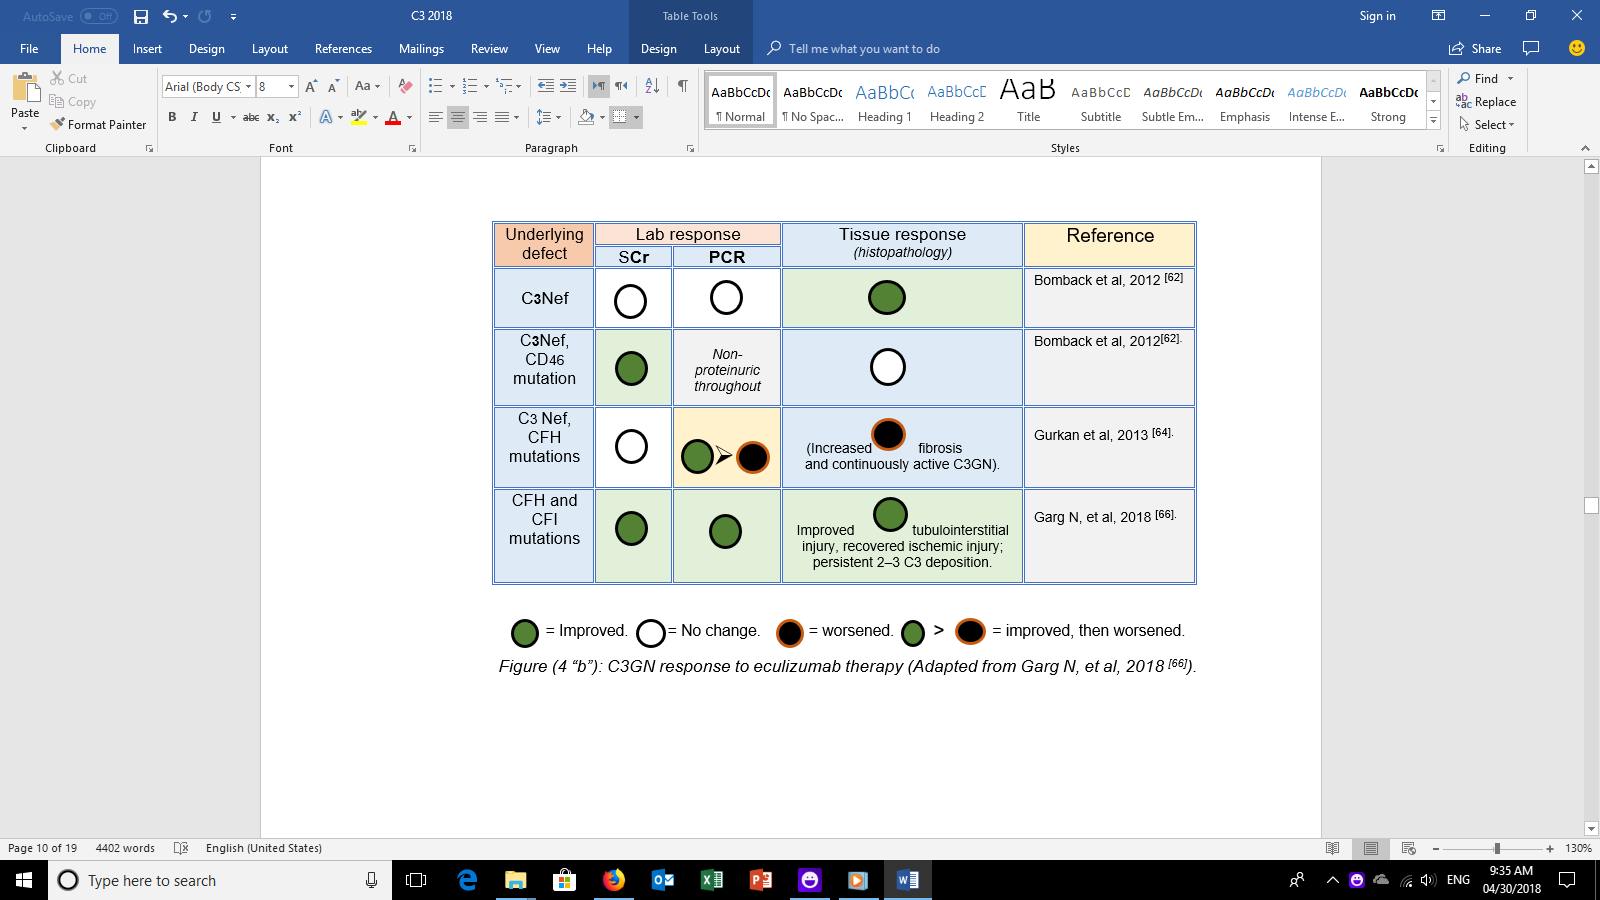 AutoSave Off
C3 2018
Table Tools
Sign in
File Home Insert Design Layout References Mailings Review View Help Design Layout Tell me what you want to do Share
Paste
Cut
Copy
Format Painter
Clipboard
Arial (Body CS) 8
Aa
B I U abc x₂ x² A ab A
Font
Paragraph
AaBbCcDc AaBbCcDc AaBbCc AaBbCcD AaB AaBbCcD AaBbCcDc AaBbCcDc AaBbCcDc AaBbCcDc
¶ Normal ¶ No Spac... Heading 1 Heading 2 Title Subtitle Subtle Em... Emphasis Intense E... Strong
Styles
Find
Replace
Select
Editing
Underlying defect
Lab response
SCr PCR
Tissue response
(histopathology)
Reference
C3Nef
Bomback et al, 2012 [62]
C3Nef,
CD46
mutation
Non-
proteinuric
throughout
Bomback et al, 2012[62].
C3 Nef,
CFH
mutations
(Increased fibrosis
and continuously active C3GN).
Gurkan et al, 2013 [64].
CFH and
CFI
mutations
Improved tubulointerstitial
injury, recovered ischemic injury;
persistent 2–3 C3 deposition.
Garg N, et al, 2018 [66].
= Improved. = No change. = worsened. > = improved, then worsened.
Figure (4 “b”): C3GN response to eculizumab therapy (Adapted from Garg N, et al, 2018 [66]).
Page 10 of 19 4402 words English (United States) 130%
Type here to search
ENG
9:35 AM
04/30/2018